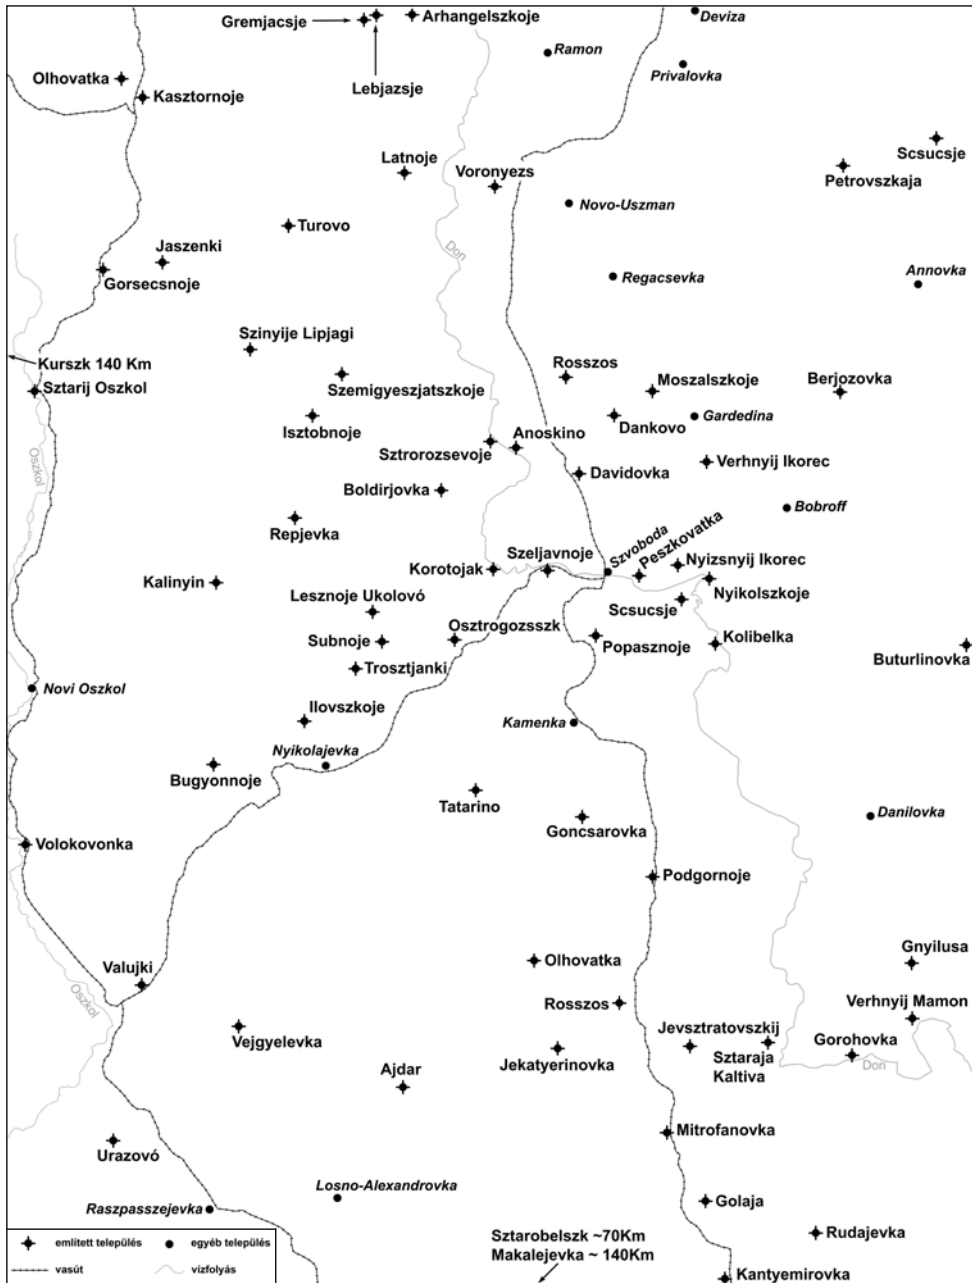 Gremjacsje
Arhangelszkoje
Deviza
Ramon
Lebjazsje
Privalovka
Olhovatka
Kasztornoje
Scsucsje
Latnoje
Voronyezs
Petrovszkaja
Novo-Uszman
Turovo
Don
Jaszenki
Gorsecsnoje
Regacsevka
Annovka
Szinyije Lipjagi
Kurszk 140 Km
Rosszos
Sztarij Oszkol
Szemigyeszjatszkoje
Moszalszkoje
Berjozovka
Isztobnoje
Dankovo
Gardedina
Sztrorozsevoje
Anoskino
Oszkol
Davidovka
Verhnyij Ikorec
Boldirjovka
Bobroff
Repjevka
Szvoboda
Peszkovatka
Szeljavnoje
Korotojak
Nyizsnyij Ikorec
Kalinyin
Nyikolszkoje
Lesznoje Ukolovó
Scsucsje
Osztrogozsszk
Subnoje
Popasznoje
Kolibelka
Buturlinovka
Trosztjanki
Novi Oszkol
Ilovszkoje
Kamenka
Nyikolajevka
Bugyonnoje
Tatarino
Goncsarovka
Danilovka
Volokovonka
Podgornoje
Gnyilusa
Olhovatka
Valujki
Oszkol
Rosszos
Verhnyij Mamon
Vejgyelevka
Jevsztratovszkij
Gorohovka
Jekatyerinovka
Sztaraja
Kaltiva
Don
Ajdar
Mitrofanovka
Urazovó
Losno-Alexandrovka
Raszpasszejevka
Golaja
Sztarobelszk ~70Km
Makalejevka ~ 140Km
Rudajevka
Kantyemirovka
említett település
egyéb település
vasút
vízfolyás